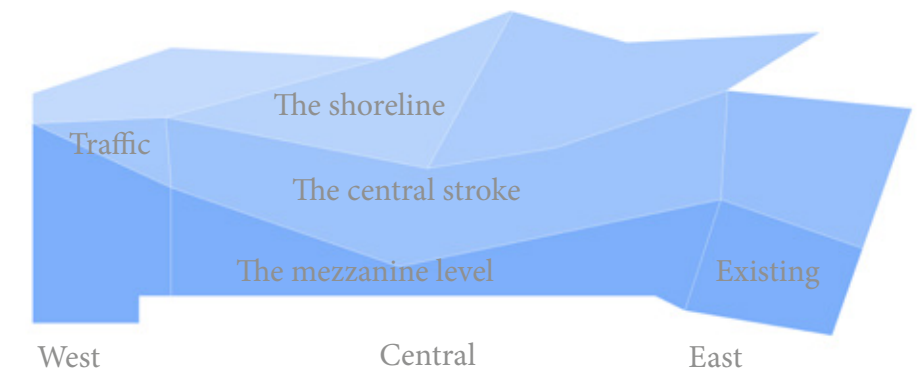 The shoreline
Traffic
The central stroke
The mezzanine level
Existing
West
Central
East